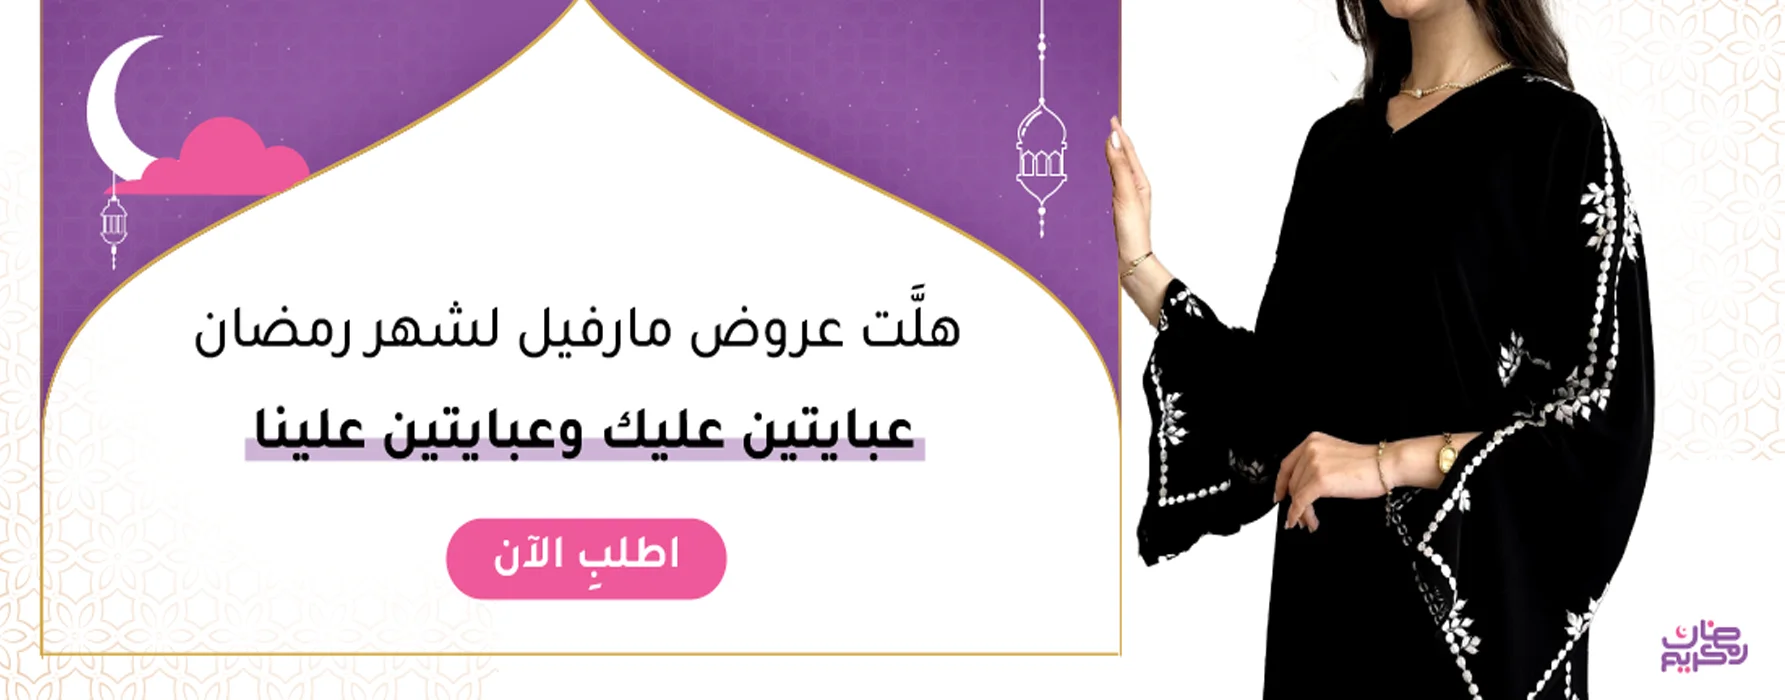 هلَّت عروض مارفيل لشهر رمضان
عبايتين عليك وعبايتين علينا
اطلبِ الآن
رمضان
كريم